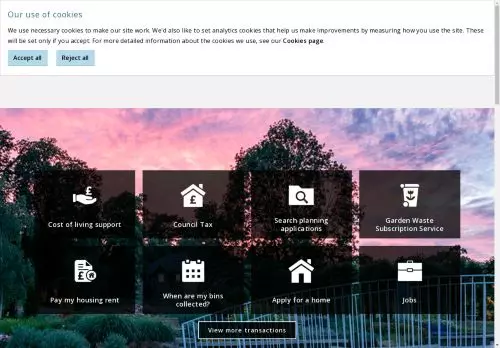 Our use of cookies
We use necessary cookies to make our site work. We'd also like to set analytics cookies that help us make improvements by measuring how you use the site. These
will be set only if you accept. For more detailed information about the cookies we use, see our Cookies page.
Accept all
Reject all
Cost of living support
Council Tax
Search planning
applications
Garden Waste
Subscription Service
Pay my housing rent
When are my bins
collected?
Apply for a home
Jobs
View more transactions